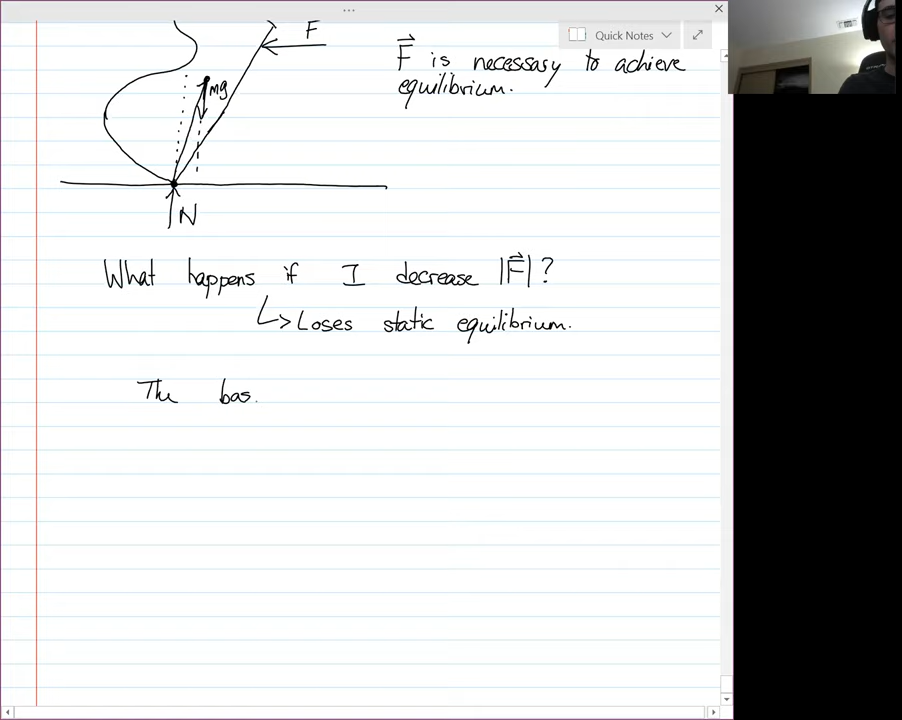 Quick Notes
F
mg
N
F is necessary to achieve
equilibrium.
What happens if I decrease |F|?
Loses static equilibrium.
The bas.